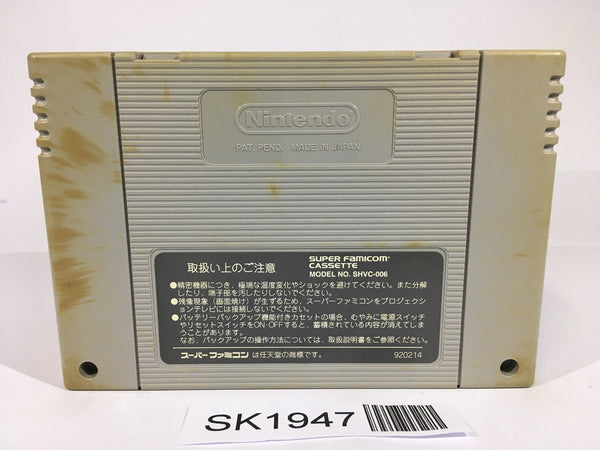 Nintendo®
PAT. PEND. MADE IN JAPAN
取扱い上のご注意
SUPER FAMICOM™
CASSETTE
MODEL NO. SHVC-006
●精密機器につき、極端な温度変化やショックを避けてください。また分解
したり、端子部を汚したりしないでください。
●残像現象（画面焼け）が生ずるため、スーパーファミコンをプロジェクシ
ョンテレビには接続しないでください。
●バッテリーバックアップ機能付きカセットの場合、むやみに電源スイッチ
やリセットスイッチをON·OFFすると、蓄積されている内容が消えてしま
うことがあります。
なお、バックアップの操作方法については、取扱説明書をご参照ください。
スーパーファミコン は任天堂の商標です。
920214
SK1947